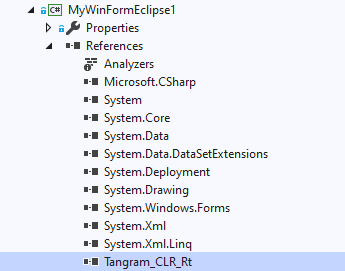 C# MyWinFormEclipse1
Properties
References
Analyzers
Microsoft.CSharp
System
System.Core
System.Data
System.Data.DataSetExtensions
System.Deployment
System.Drawing
System.Windows.Forms
System.Xml
System.Xml.Linq
Tangram_CLR_Rt